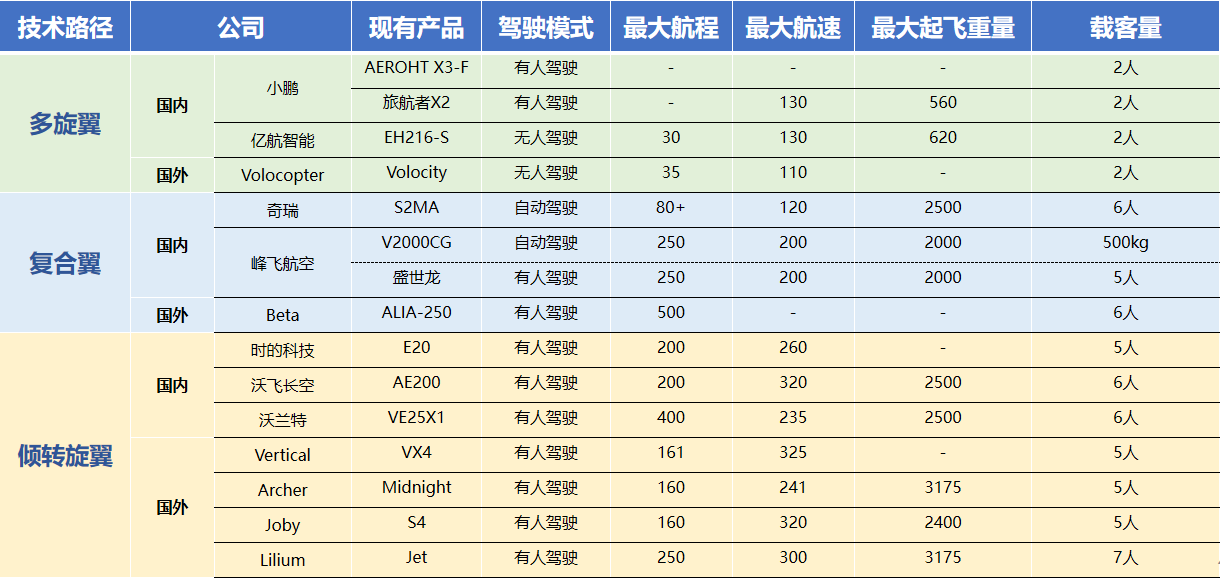 技术路径 公司 现有产品 驾驶模式 最大航程 最大航速 最大起飞重量 载客量
多旋翼 国内 小鹏 AEROHT X3-F 有人驾驶 - - - 2人
旅航者X2 有人驾驶 - 130 560 2人
亿航智能 EH216-S 无人驾驶 30 130 620 2人
国外 Volocopter Volocity 无人驾驶 35 110 - 2人
复合翼 国内 奇瑞 S2MA 自动驾驶 80+ 120 2500 6人
峰飞航空 V2000CG 自动驾驶 250 200 2000 500kg
盛世龙 有人驾驶 250 200 2000 5人
国外 Beta ALIA-250 有人驾驶 500 - - 6人
倾转旋翼 国内 时的科技 E20 有人驾驶 200 260 - 5人
沃飞长空 AE200 有人驾驶 200 320 2500 6人
沃兰特 VE25X1 有人驾驶 400 235 2500 6人
国外 Vertical VX4 有人驾驶 161 325 - 5人
Archer Midnight 有人驾驶 160 241 3175 5人
Joby S4 有人驾驶 160 320 2400 5人
Lilium Jet 有人驾驶 250 300 3175 7人